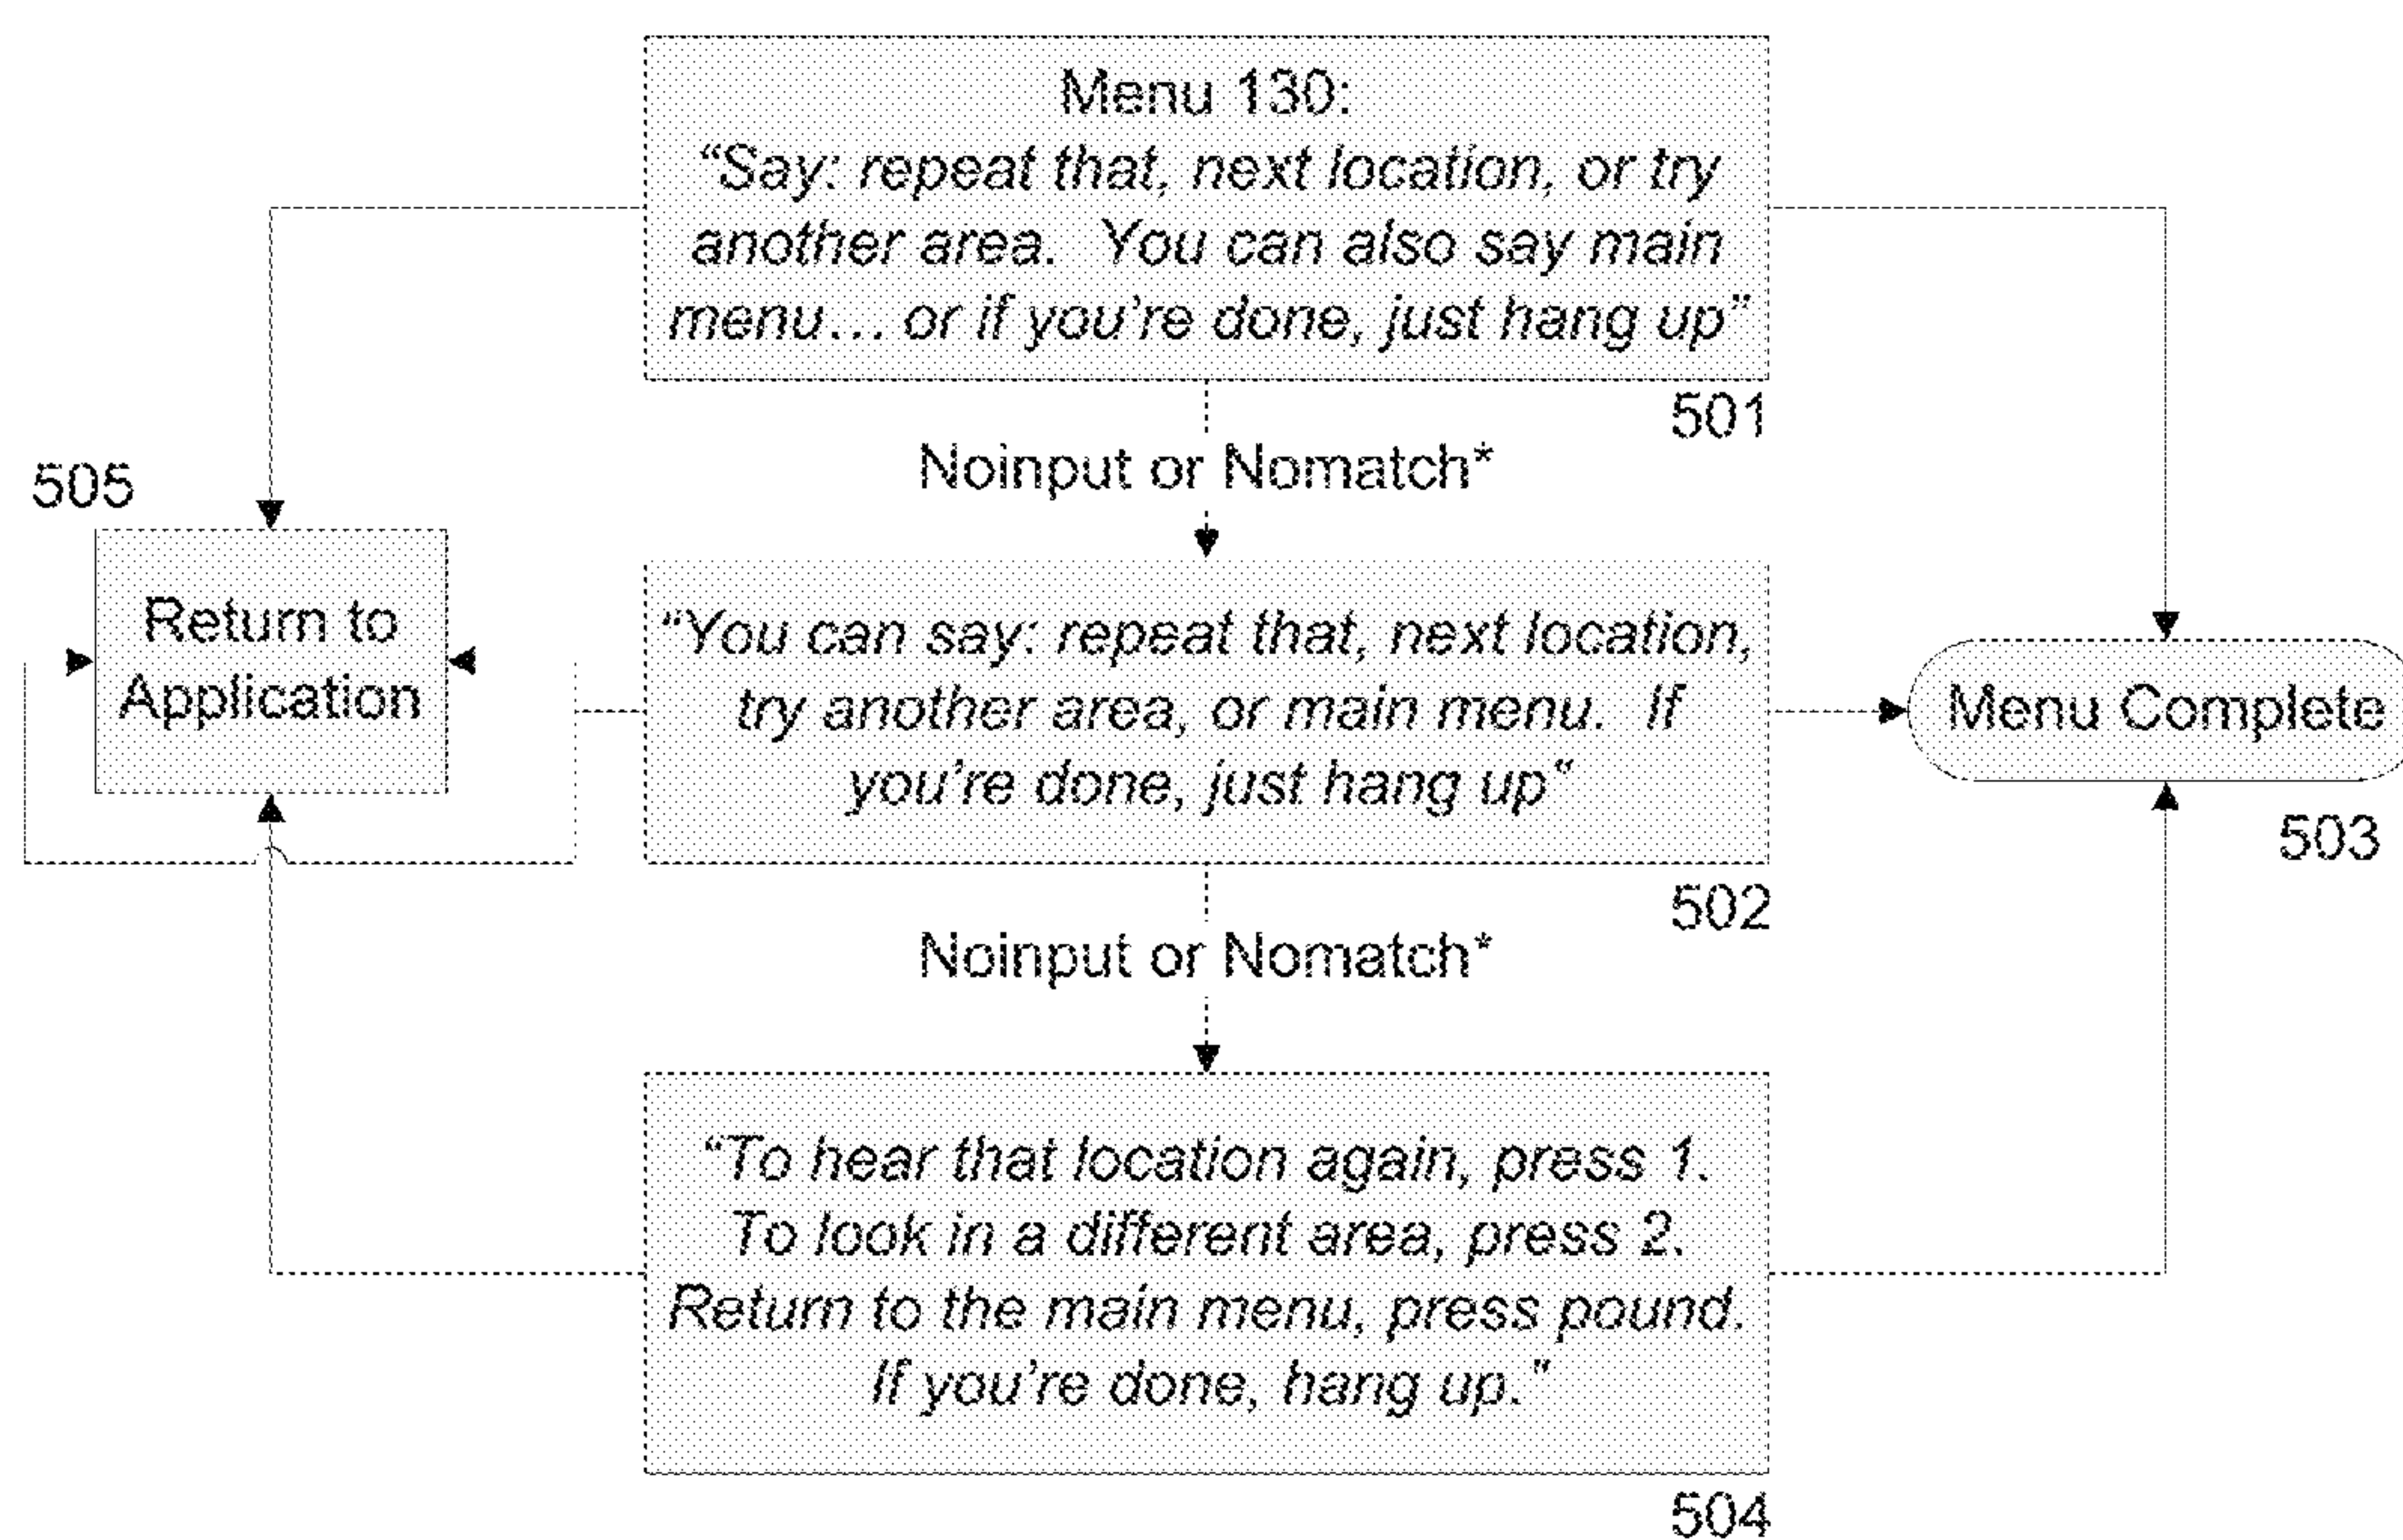 Menu 130:
“Say: repeat that, next location, or try
another area.  You can also say main
menu… or if you’re done, just hang up”
501
Noinput or Nomatch*
505
Return to
Application
“You can say: repeat that, next location,
try another area, or main menu.  If
you’re done, just hang up“
502
Menu Complete
503
Noinput or Nomatch*
“To hear that location again, press 1.
To look in a different area, press 2.
Return to the main menu, press pound.
If you’re done, hang up.”
504